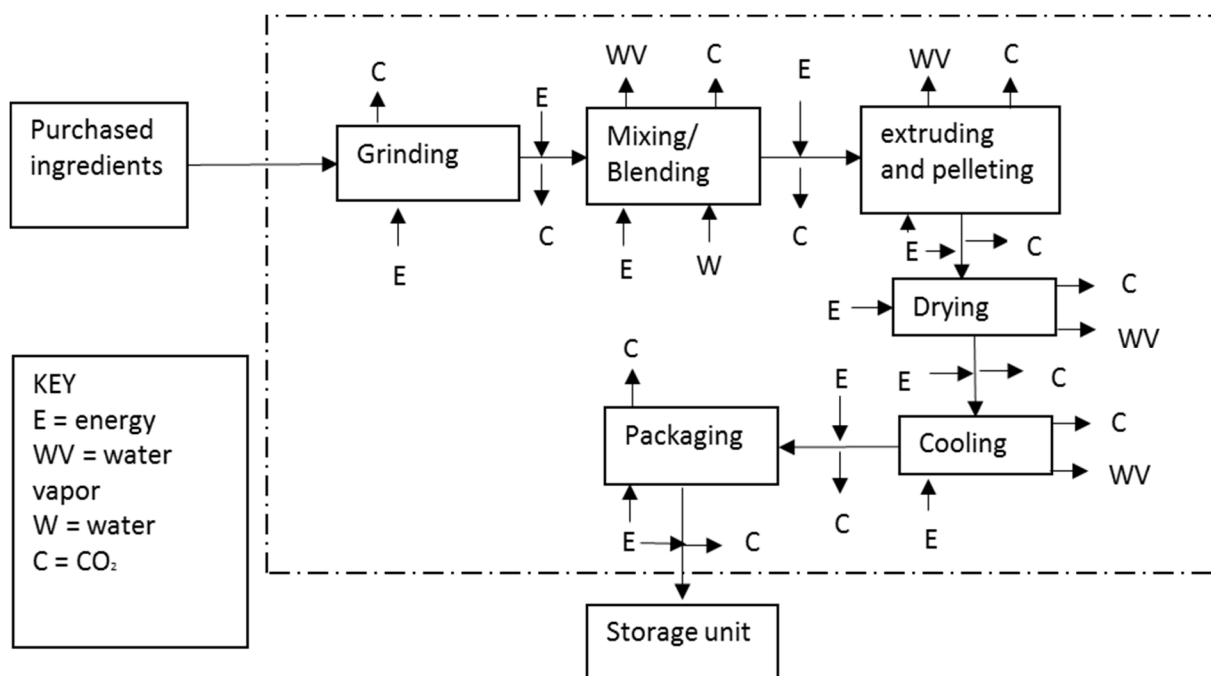 Purchased
ingredients
C
Grinding
E
E
C
WV
C
Mixing/
Blending
E
W
E
C
WV
C
extruding
and pelleting
E
C
E
Drying
C
WV
E
C
E
Cooling
C
WV
E
C
C
Packaging
E
C
E
Storage unit
KEY
E = energy
WV = water
vapor
W = water
C = CO₂